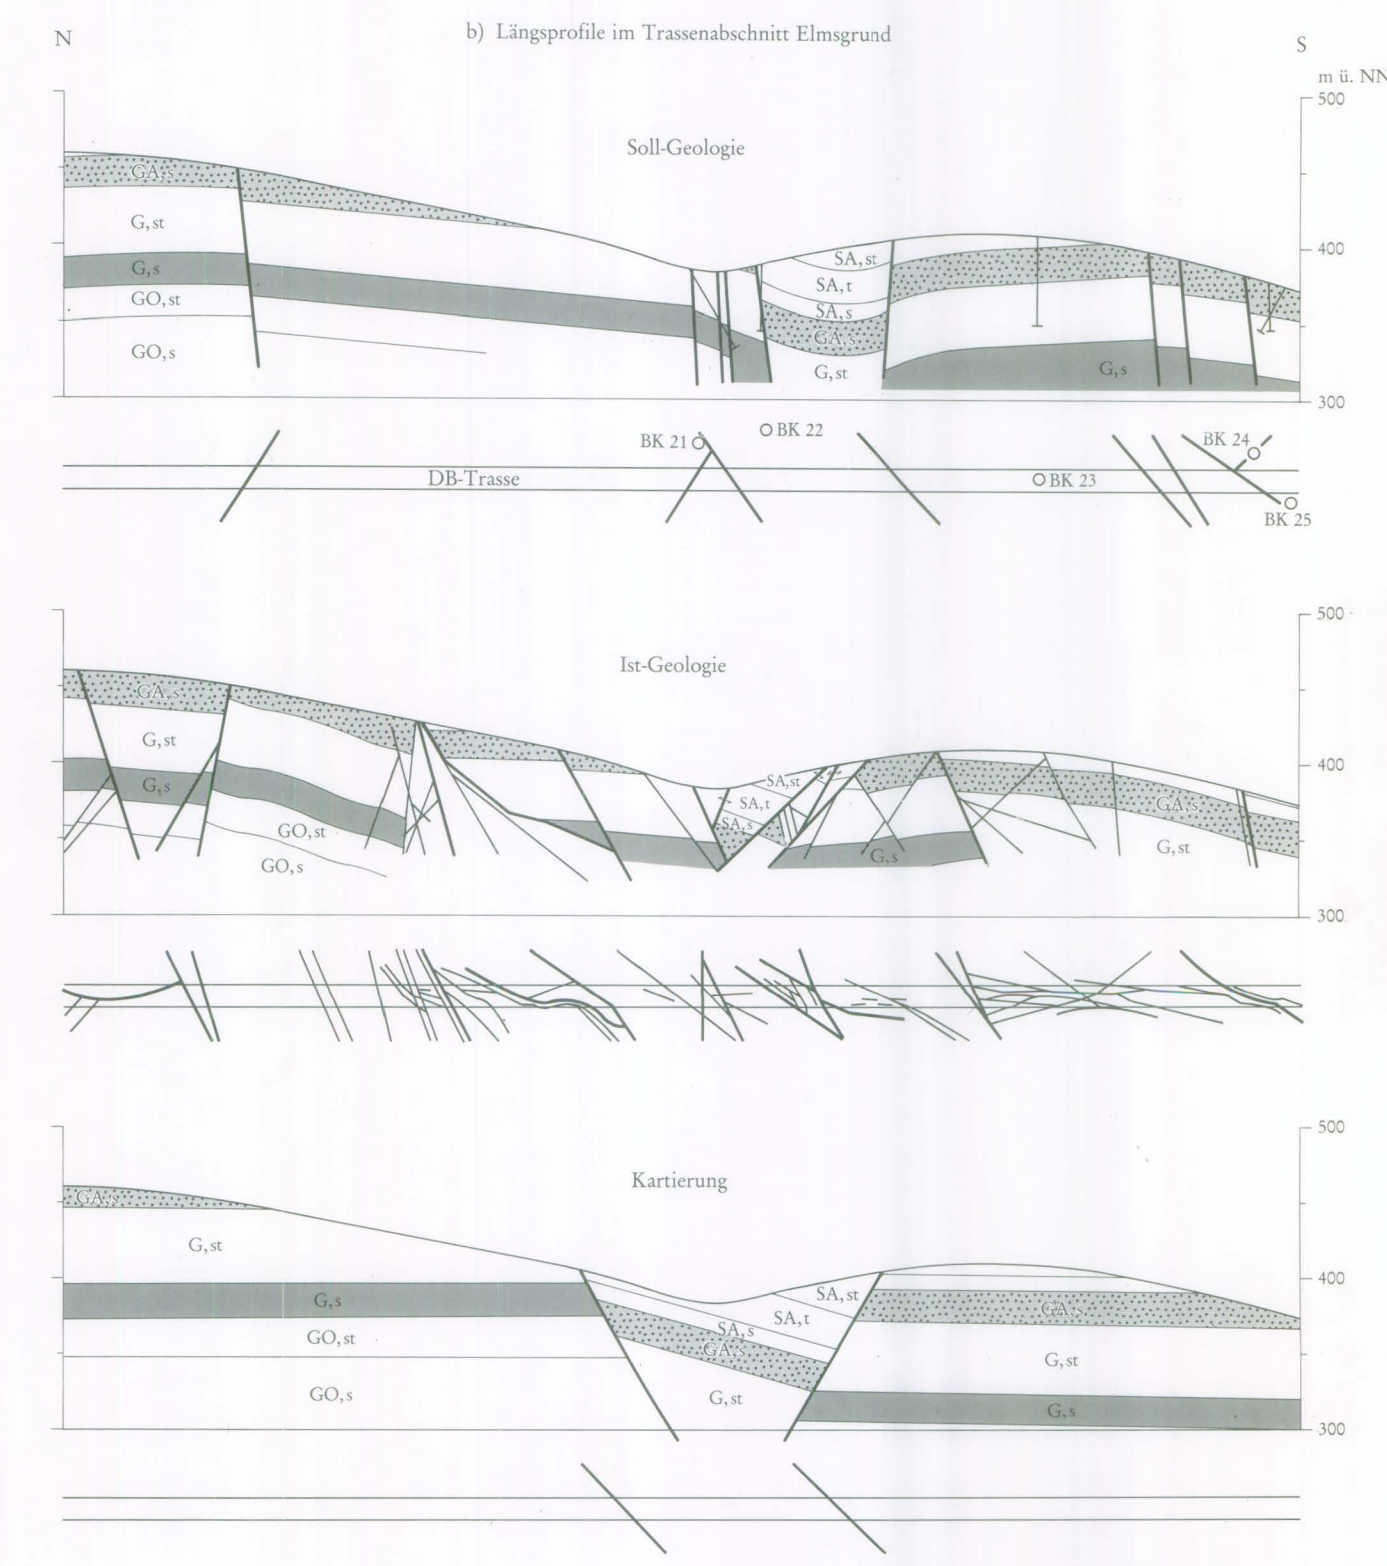 b) Längsprofile im Trassenabschnitt Elmsgrund
N
S
m ü. NN
500
Soll-Geologie
GA,s
G,st
400
SA,st
G,s
SA,t
GO,st
SA,s
GA,s
GO,s
G,st
G,s
300
BK 21
BK 22
BK 24
DB-Trasse
BK 23
BK 25
500
Ist-Geologie
GA,s
G,st
400
SA,st
G,s
SA,t
GA,s
SA,s
GO,st
G,st
G,s
GO,s
300
500
Kartierung
GA,s
G,st
400
SA,st
G,s
GA,s
SA,t
SA,s
GO,st
GA,s
G,st
GO,s
G,st
G,s
300